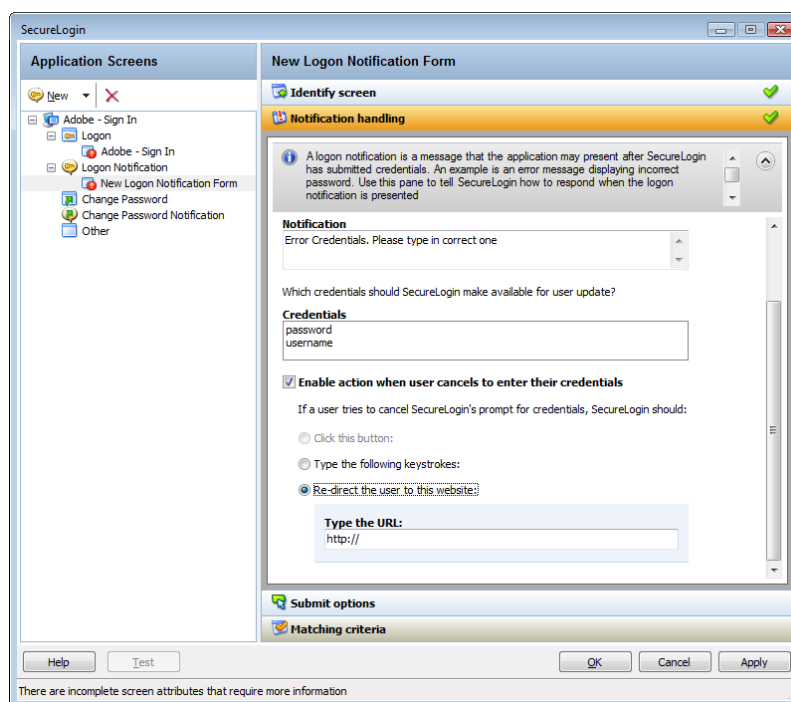 SecureLogin
Application Screens
New
Adobe - Sign In
Logon
Adobe - Sign In
Logon Notification
New Logon Notification Form
Change Password
Change Password Notification
Other
New Logon Notification Form
Identify screen
Notification handling
A logon notification is a message that the application may present after SecureLogin
has submitted credentials. An example is an error message displaying incorrect
password. Use this pane to tell SecureLogin how to respond when the logon
notification is presented
Notification
Error Credentials. Please type in correct one
Which credentials should SecureLogin make available for user update?
Credentials
password
username
Enable action when user cancels to enter their credentials
If a user tries to cancel SecureLogin's prompt for credentials, SecureLogin should:
Click this button:
Type the following keystrokes:
Re-direct the user to this website:
Type the URL:
http://
Submit options
Matching criteria
Help
Test
OK
Cancel
Apply
There are incomplete screen attributes that require more information